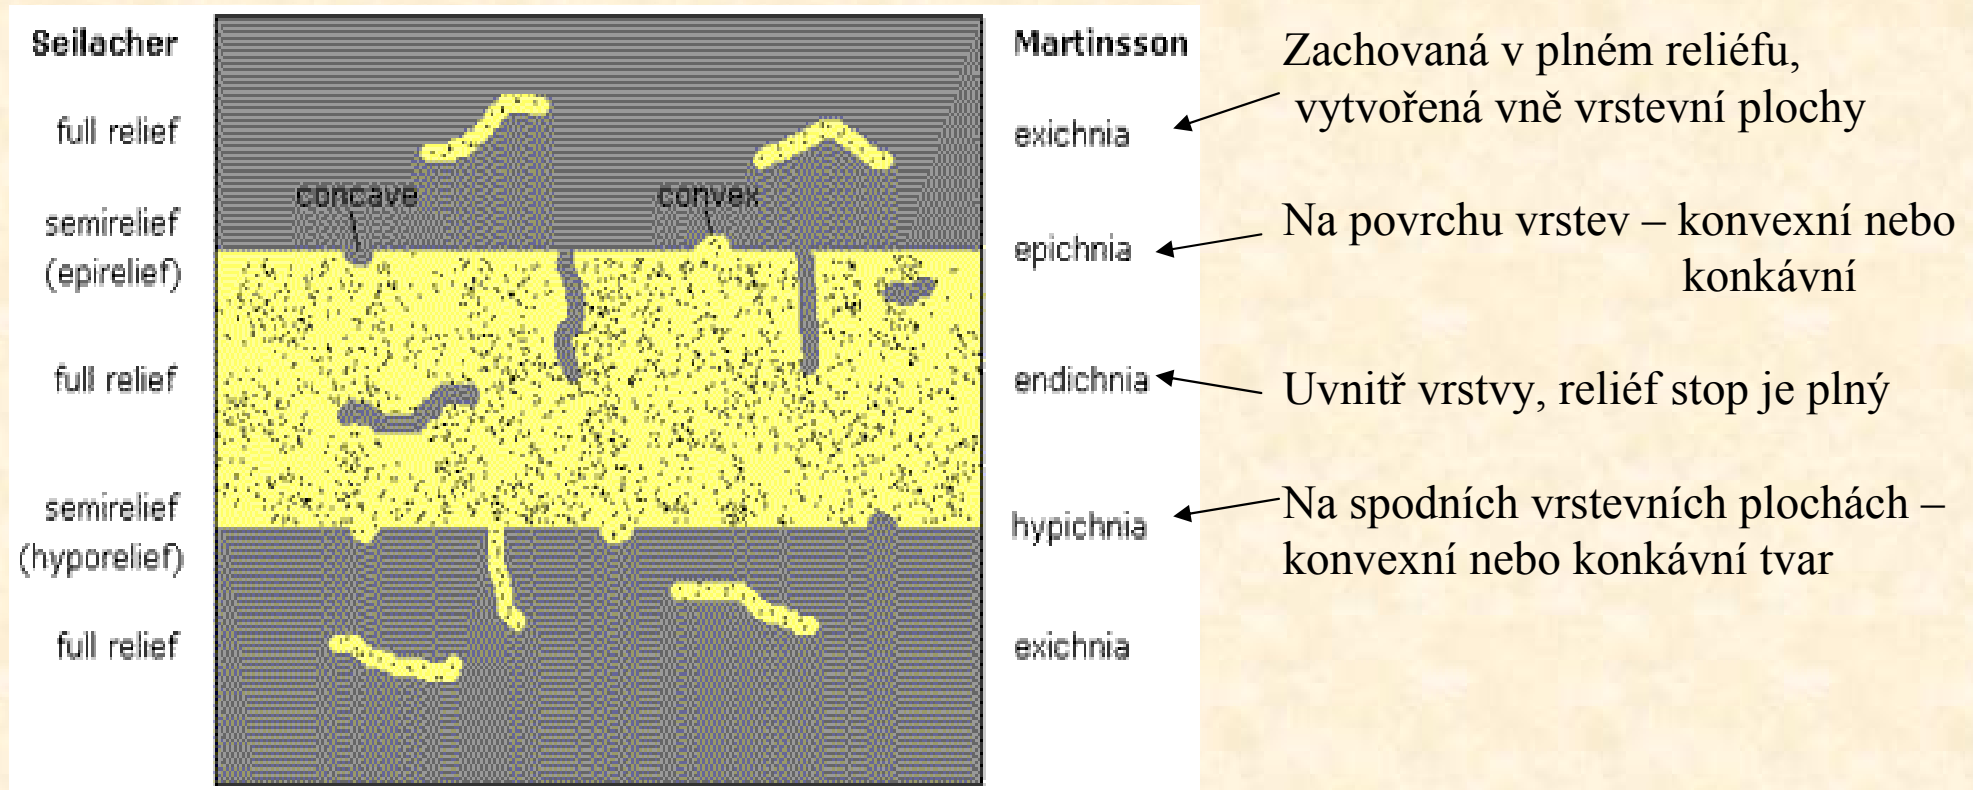 Seilacher
full relief
semirelief
(epirelief)
full relief
semirelief
(hyporelief)
full relief
concave
convex
Martinsson
exichnia
epichnia
endichnia
hypichnia
exichnia
Zachovaná v plném reliéfu,
vytvořená vně vrstevní plochy
Na povrchu vrstev – konvexní nebo
konkávní
Uvnitř vrstvy, reliéf stop je plný
Na spodních vrstevních plochách –
konvexní nebo konkávní tvar